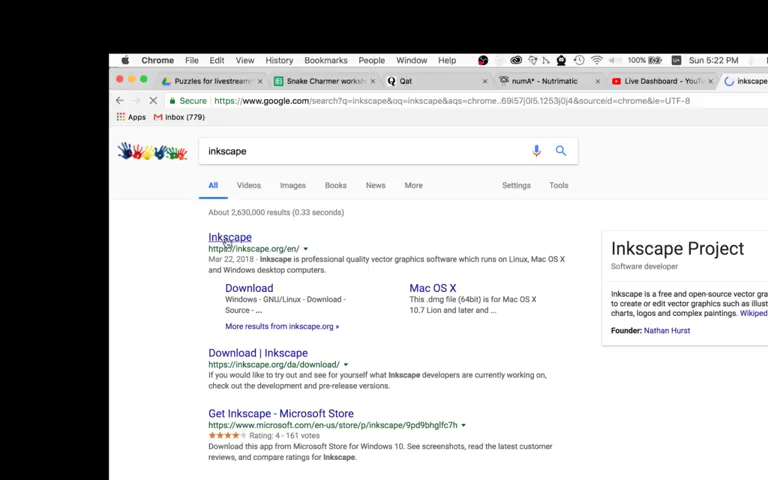 Chrome File Edit View History Bookmarks People Window Help 100% Sun 5:22 PM
Puzzles for livestream Snake Charmer works Qat numA* - Nutrimatic Live Dashboard - YouT inkscape
Secure https://www.google.com/search?q=inkscape&oq=inkscape&aqs=chrome..69i57j0l5.1253j0j4&sourceid=chrome&ie=UTF-8
Apps Inbox (779)
inkscape
All Videos Images Books News More Settings Tools
About 2,630,000 results (0.33 seconds)
Inkscape
https://inkscape.org/en/
Mar 22, 2018 - Inkscape is professional quality vector graphics software which runs on Linux, Mac OS X
and Windows desktop computers.
Download Mac OS X
Windows - GNU/Linux - Download - This .dmg file (64bit) is for Mac OS X
Source - ... 10.7 Lion and later and ...
More results from inkscape.org »
Download | Inkscape
https://inkscape.org/da/download/
If you would like to try out and see for yourself what Inkscape developers are currently working on,
check out the development and pre-release versions.
Get Inkscape - Microsoft Store
https://www.microsoft.com/en-us/store/p/inkscape/9pd9bhglfc7h
Rating: 4 - 161 votes
Download this app from Microsoft Store for Windows 10. See screenshots, read the latest customer
reviews, and compare ratings for Inkscape.
Inkscape Project
Software developer
Inkscape is a free and open-source vector gra
to create or edit vector graphics such as illust
charts, logos and complex paintings. Wikiped
Founder: Nathan Hurst